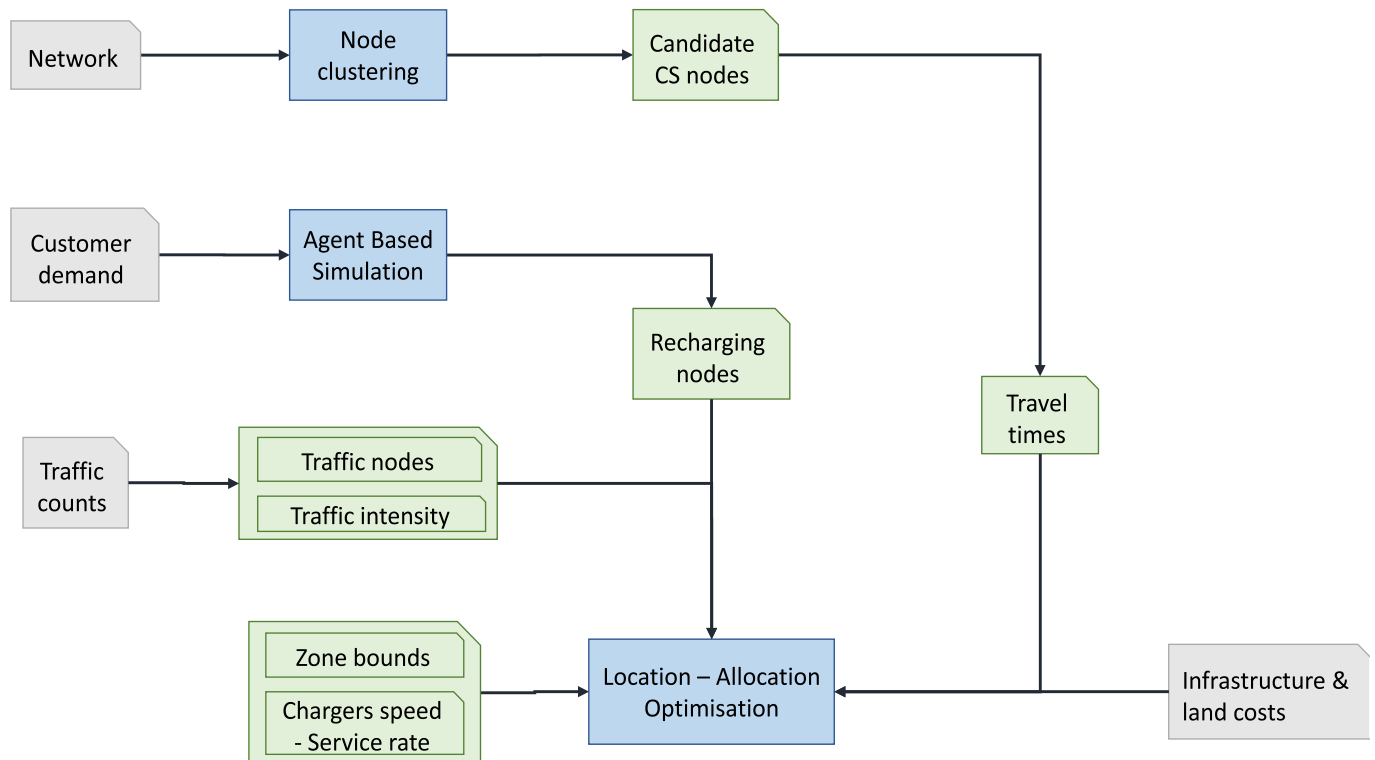 Network
Node
clustering
Candidate
CS nodes
Customer
demand
Agent Based
Simulation
Recharging
nodes
Travel
times
Traffic
counts
Traffic nodes
Traffic intensity
Zone bounds
Chargers speed
- Service rate
Location – Allocation
Optimisation
Infrastructure &
land costs